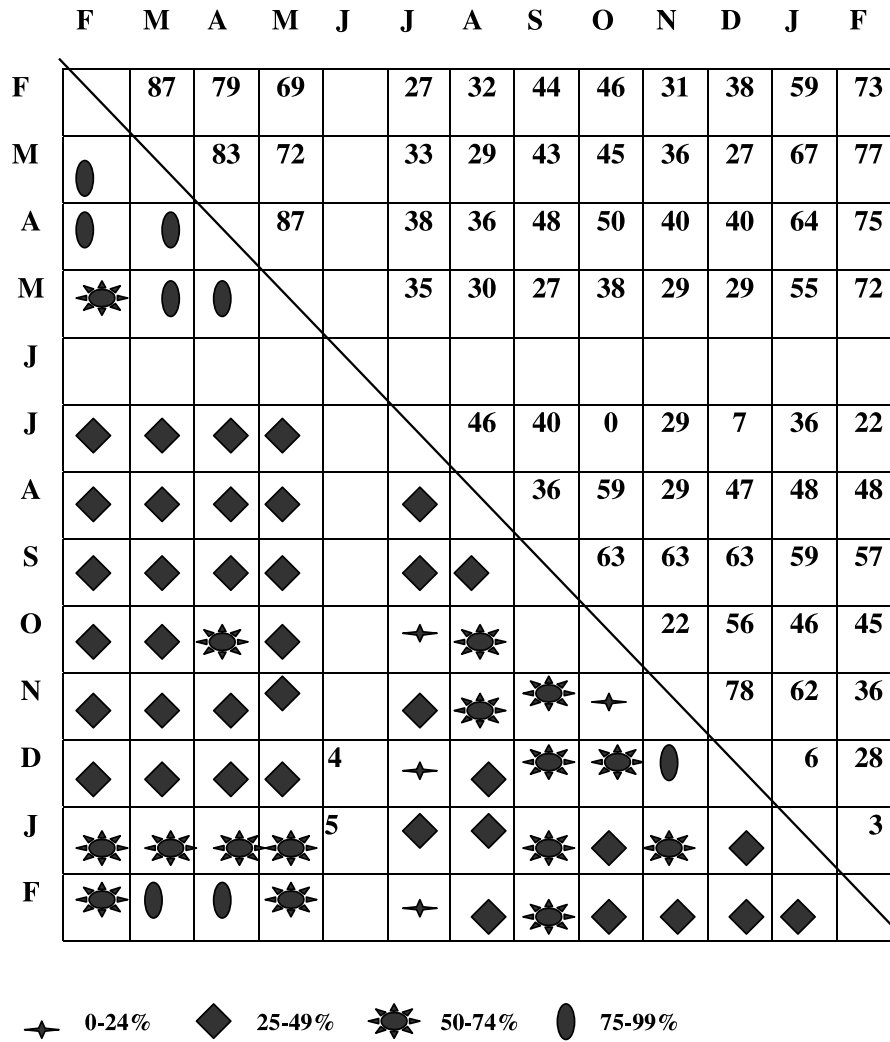 F M A M J J A S O N D J F
F 87 79 69 27 32 44 46 31 38 59 73
M 83 72 33 29 43 45 36 27 67 77
A 87 38 36 48 50 40 40 64 75
M 35 30 27 38 29 29 55 72
J
J 46 40 0 29 7 36 22
A 36 59 29 47 48 48
S 63 63 63 59 57
O 22 56 46 45
N 78 62 36
D 4 6 28
J 5 3
F
0-24% 25-49% 50-74% 75-99%